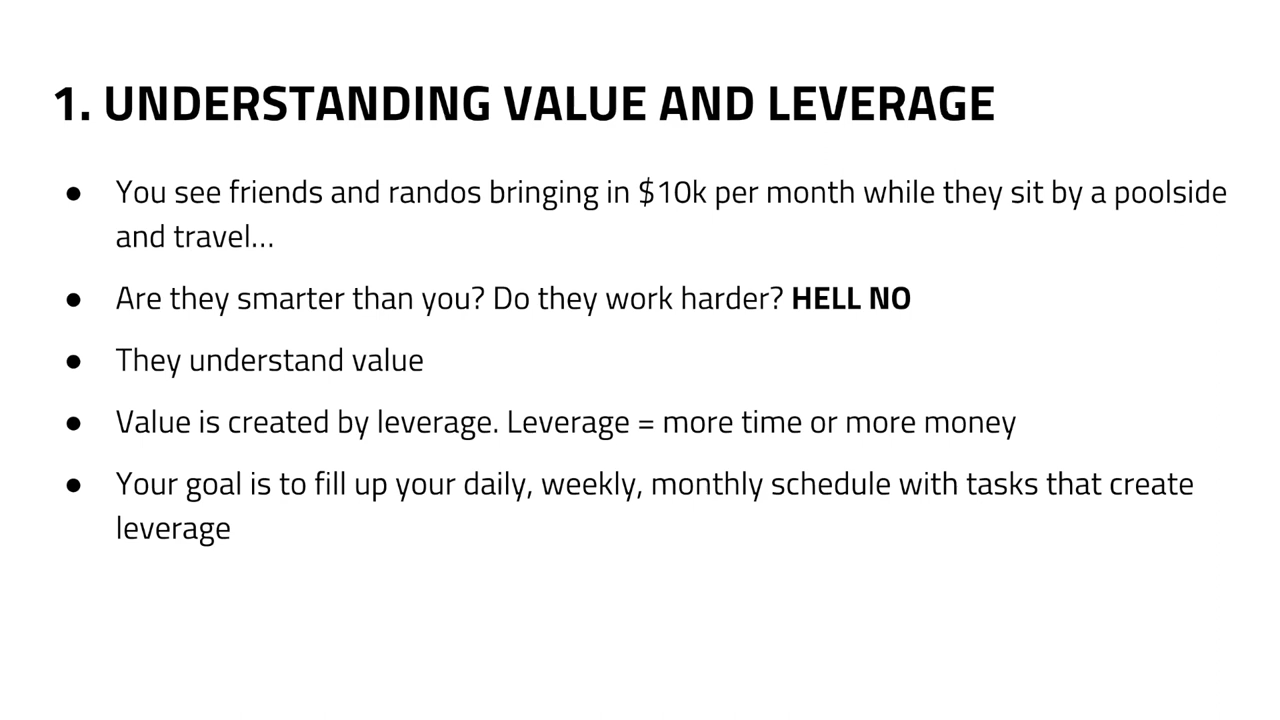 1. UNDERSTANDING VALUE AND LEVERAGE
● You see friends and randos bringing in $10k per month while they sit by a poolside
and travel...
● Are they smarter than you? Do they work harder? HELL NO
● They understand value
● Value is created by leverage. Leverage = more time or more money
● Your goal is to fill up your daily, weekly, monthly schedule with tasks that create
leverage